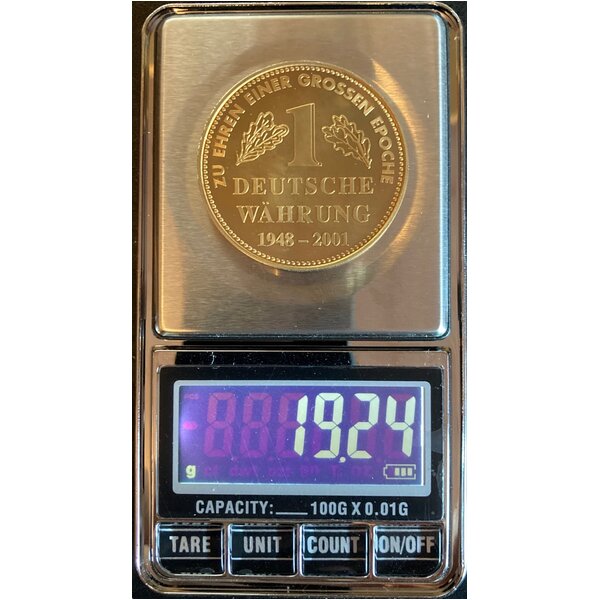 ZU EHREN EINER GROSSEN EPOCHE
1
DEUTSCHE
WÄHRUNG
1948 – 2001
19.24
g
CAPACITY:___ 100G X 0.01G
TARE UNIT COUNT ON/OFF